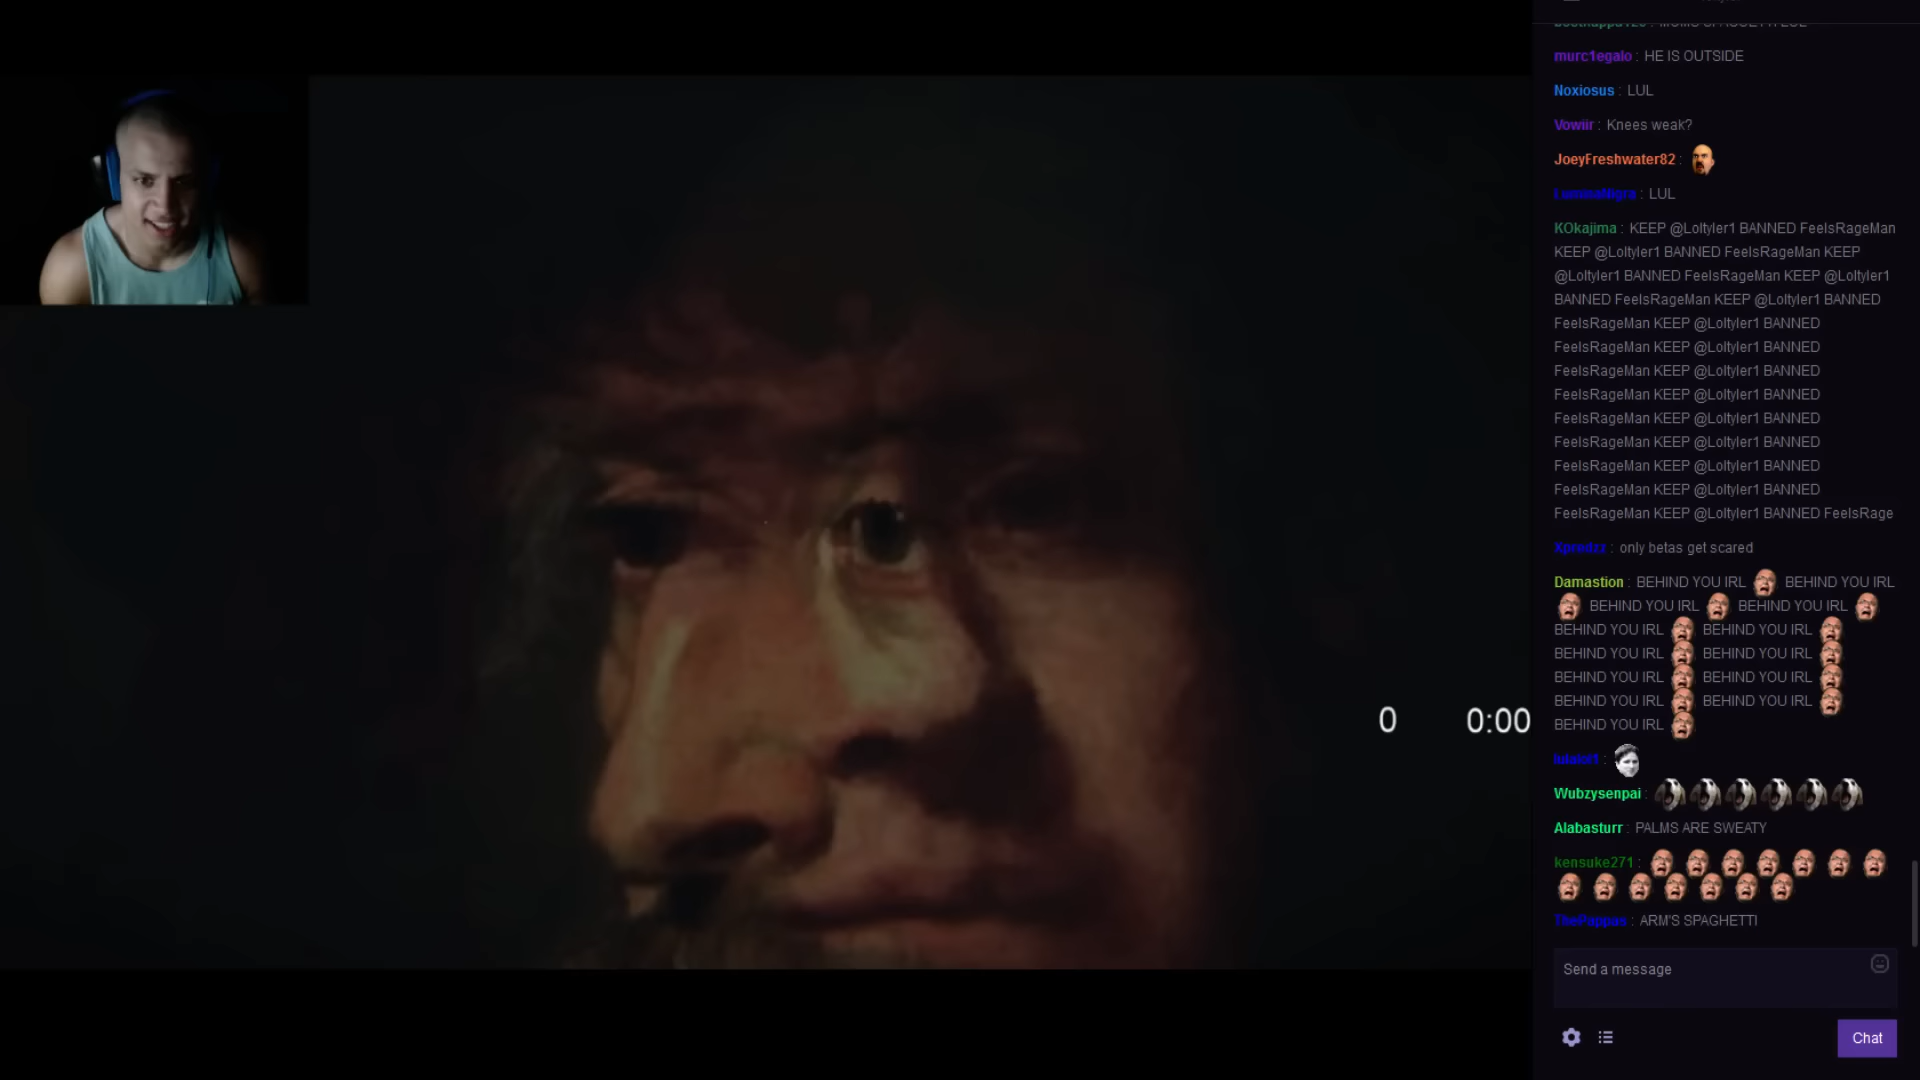 murc1egalo : HE IS OUTSIDE
Noxiosus : LUL
Vowiir : Knees weak?
JoeyFreshwater82 :
: LUL
KOkajima : KEEP @Loltyler1 BANNED FeelsRageMan
KEEP @Loltyler1 BANNED FeelsRageMan KEEP
@Loltyler1 BANNED FeelsRageMan KEEP @Loltyler1
BANNED FeelsRageMan KEEP @Loltyler1 BANNED
FeelsRageMan KEEP @Loltyler1 BANNED
FeelsRageMan KEEP @Loltyler1 BANNED
FeelsRageMan KEEP @Loltyler1 BANNED
FeelsRageMan KEEP @Loltyler1 BANNED
FeelsRageMan KEEP @Loltyler1 BANNED
FeelsRageMan KEEP @Loltyler1 BANNED
FeelsRageMan KEEP @Loltyler1 BANNED
FeelsRageMan KEEP @Loltyler1 BANNED
FeelsRageMan KEEP @Loltyler1 BANNED FeelsRage
: only betas get scared
Damastion : BEHIND YOU IRL BEHIND YOU IRL
BEHIND YOU IRL BEHIND YOU IRL
BEHIND YOU IRL BEHIND YOU IRL
BEHIND YOU IRL BEHIND YOU IRL
BEHIND YOU IRL BEHIND YOU IRL
BEHIND YOU IRL BEHIND YOU IRL
BEHIND YOU IRL
0 0:00
Wubzysenpai :
Alabasturr : PALMS ARE SWEATY
kensuke271 :
ThePappas : ARM'S SPAGHETTI
Send a message
Chat